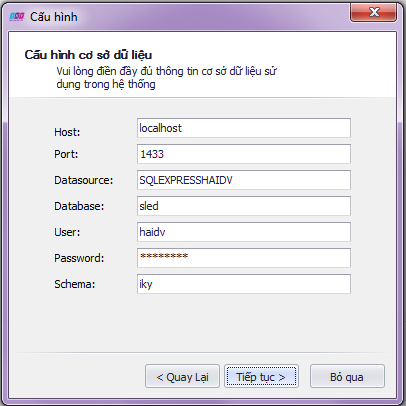 Cấu hình
Cấu hình cơ sở dữ liệu
Vui lòng điền đầy đủ thông tin cơ sở dữ liệu sử
dụng trong hệ thống
Host: localhost
Port: 1433
Datasource: SQLEXPRESSHAIDV
Database: sled
User: haidv
Password: ********
Schema: iky
< Quay Lại Tiếp tục > Bỏ qua